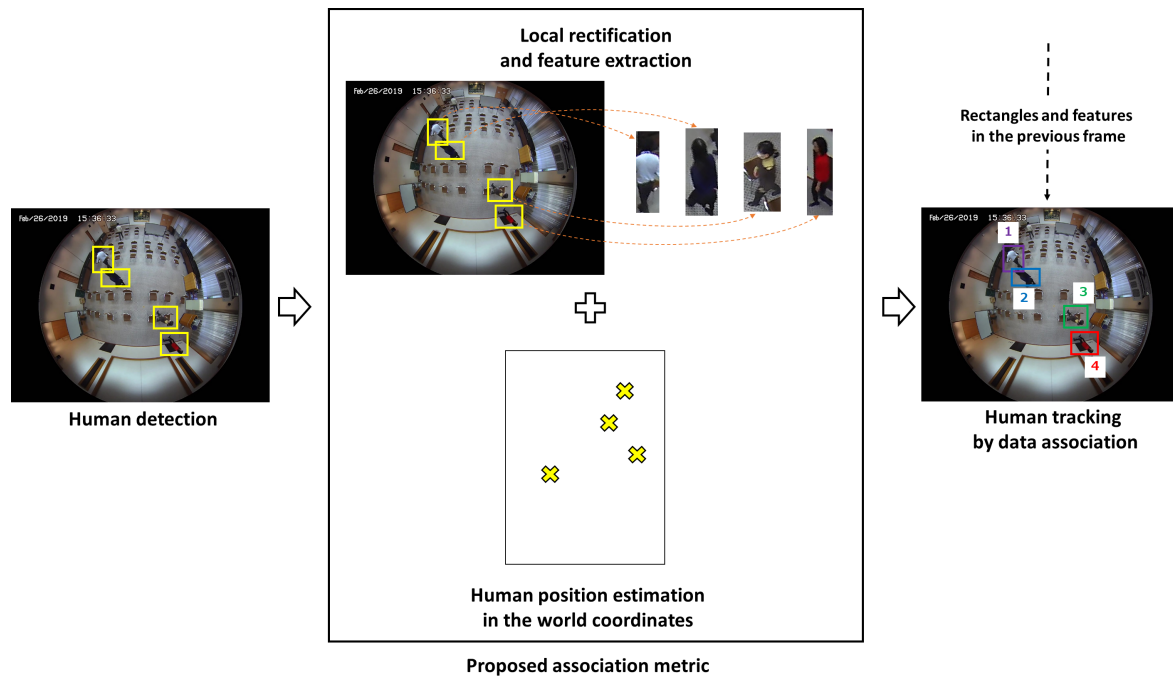 Feb/26/2019 15:36:33
Human detection
Local rectification
and feature extraction
Feb/26/2019 15:36:33
Human position estimation
in the world coordinates
Proposed association metric
Rectangles and features
in the previous frame
Feb/26/2019 15:36:33
1
2
3
4
Human tracking
by data association